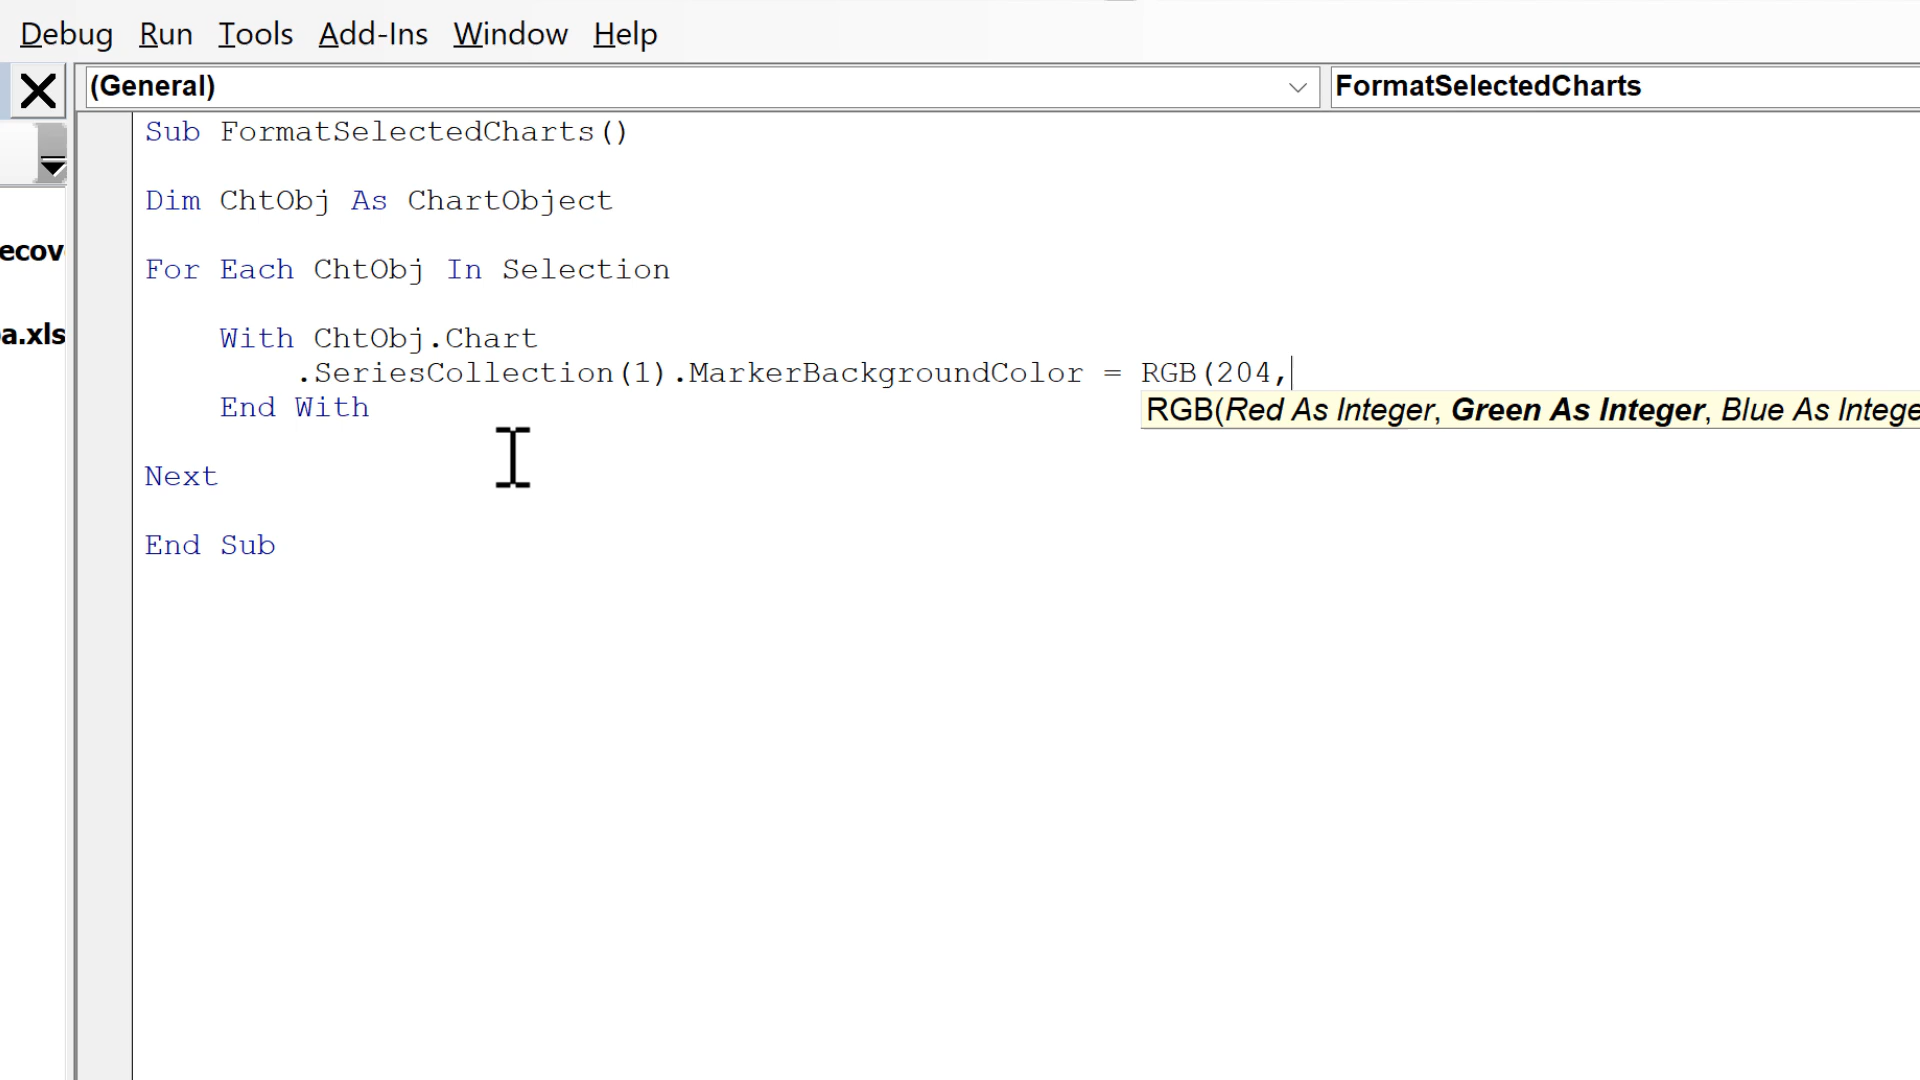 Debug Run Tools Add-Ins Window Help
(General) FormatSelectedCharts
Sub FormatSelectedCharts()
Dim ChtObj As ChartObject
ecov
For Each ChtObj In Selection
a.xls
With ChtObj.Chart
.SeriesCollection(1).MarkerBackgroundColor = RGB(204,
End With
RGB(Red As Integer, Green As Integer, Blue As Intege
Next
End Sub